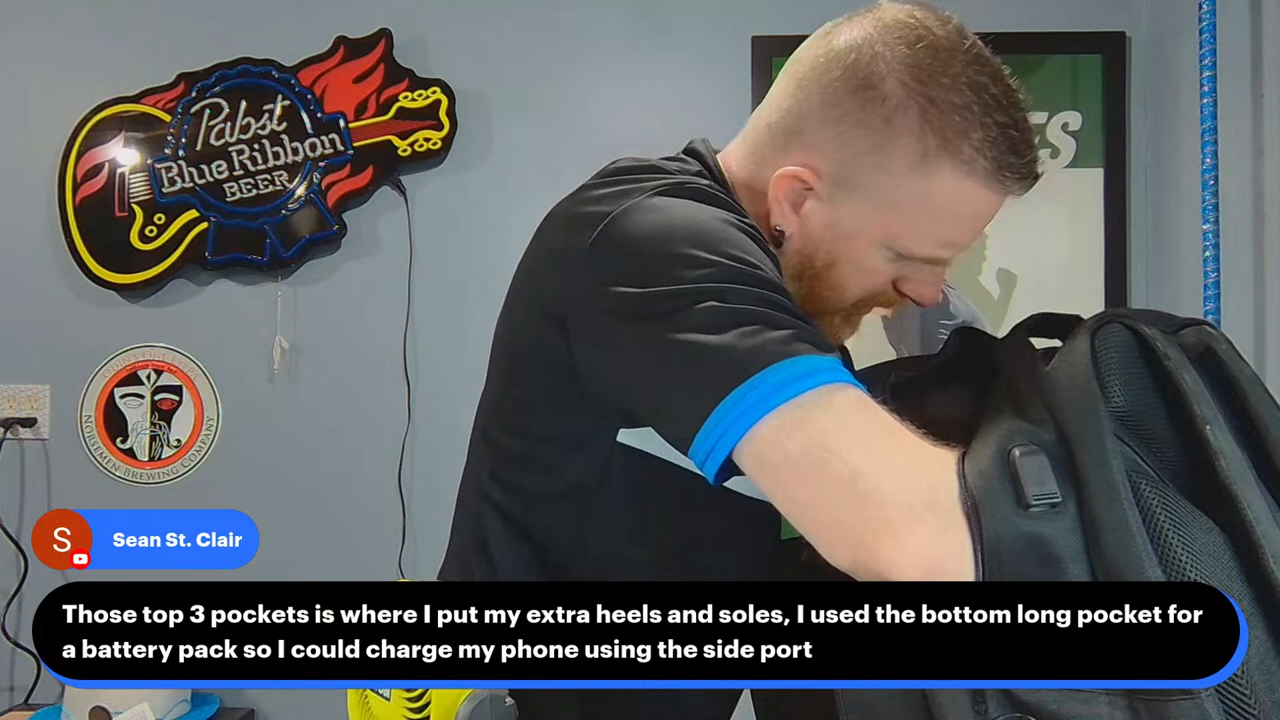 Pabst
Blue Ribbon
BEER
ES
NORSEMEN BREWING COMPANY
S
Sean St. Clair
Those top 3 pockets is where I put my extra heels and soles, I used the bottom long pocket for
a battery pack so I could charge my phone using the side port